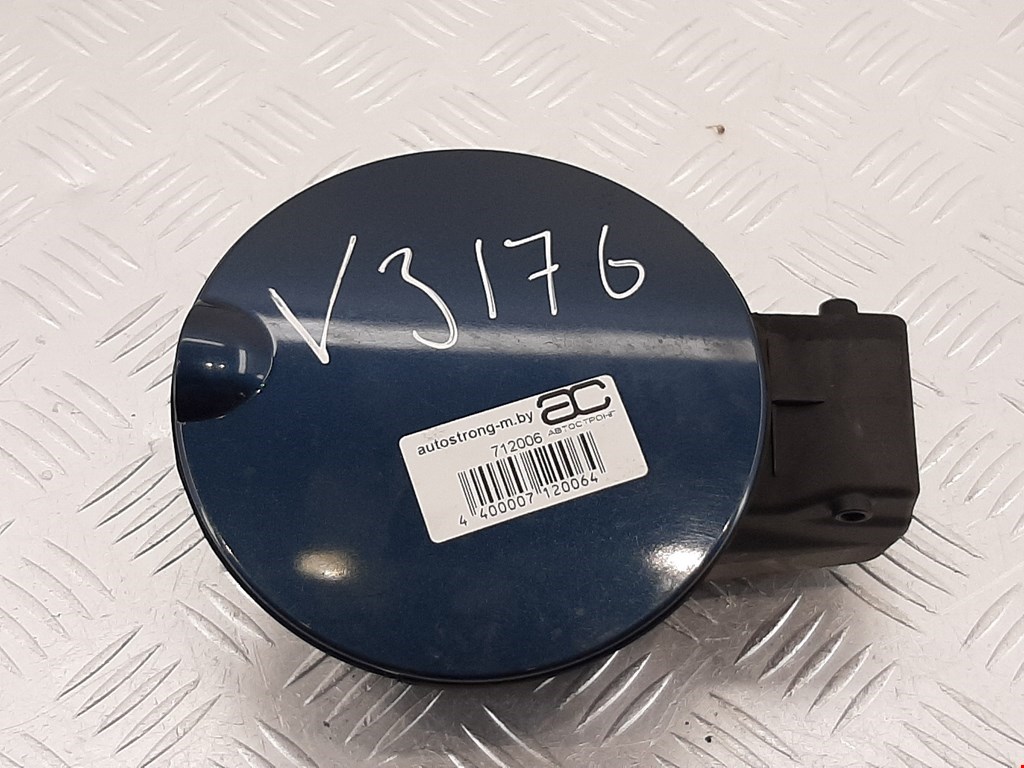 V3176
autostrong-m.by
ac
712006
АВТОСТРОНГ
4 400007 120064